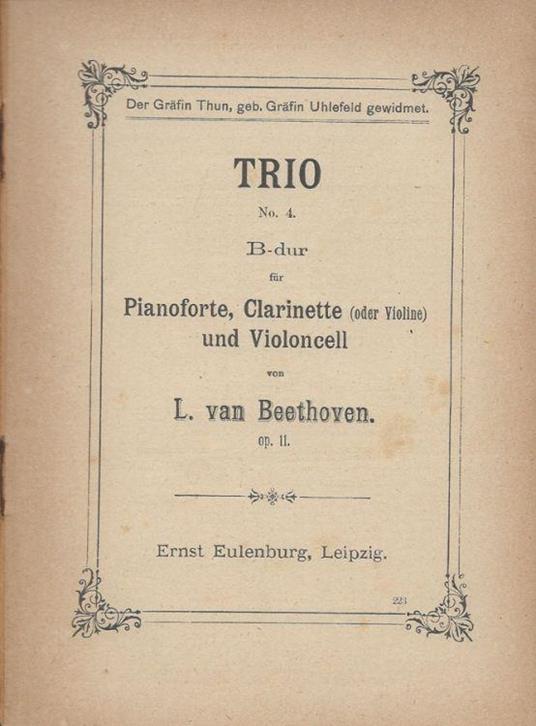 Der Gräfin Thun, geb. Gräfin Uhlefeld gewidmet.
TRIO
No. 4.
B-dur
für
Pianoforte, Clarinette (oder Violine)
und Violoncell
von
L. van Beethoven.
op. 11.
Ernst Eulenburg, Leipzig.
223